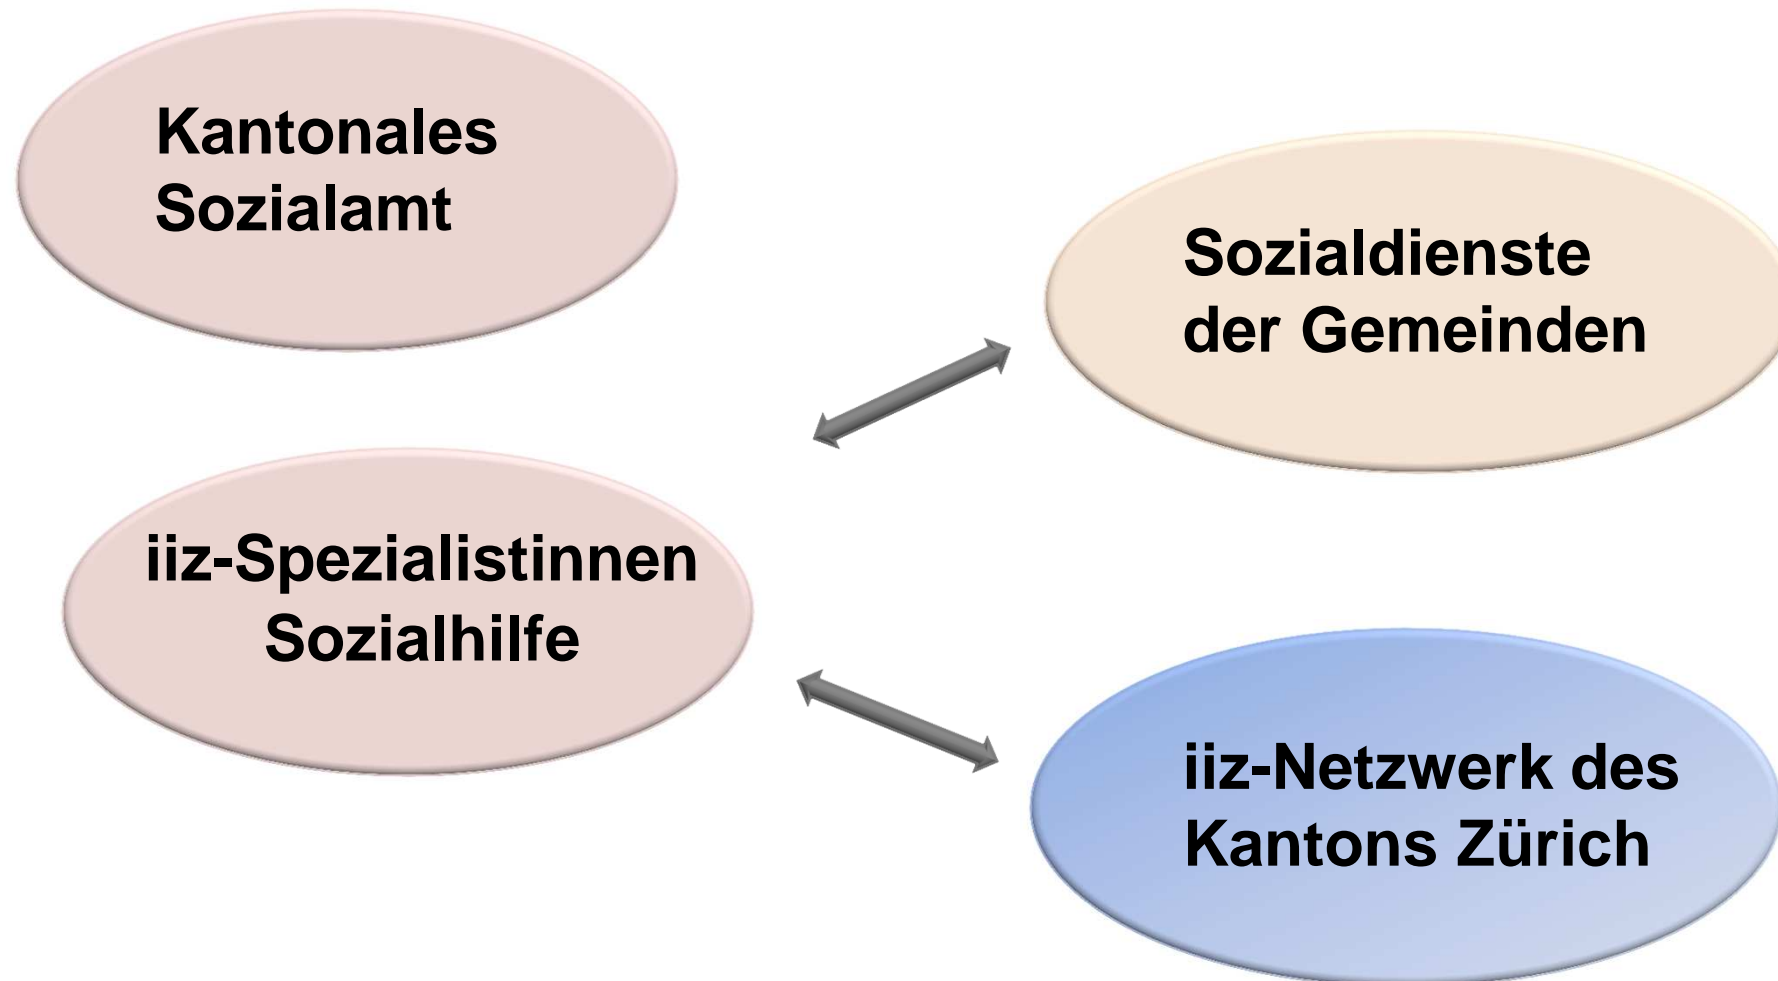 Kantonales
Sozialamt
Sozialdienste
der Gemeinden
iiz-Spezialistinnen
Sozialhilfe
iiz-Netzwerk des
Kantons Zürich